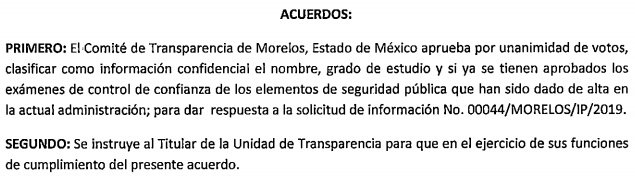 ACUERDOS:
PRIMERO: El Comité de Transparencia de Morelos, Estado de México aprueba por unanimidad de votos,
clasificar como información confidencial el nombre, grado de estudio y si ya se tienen aprobados los
exámenes de control de confianza de los elementos de seguridad pública que han sido dado de alta en
la actual administración; para dar respuesta a la solicitud de información No. 00044/MORELOS/IP/2019.
SEGUNDO: Se instruye al Titular de la Unidad de Transparencia para que en el ejercicio de sus funciones
de cumplimiento del presente acuerdo.